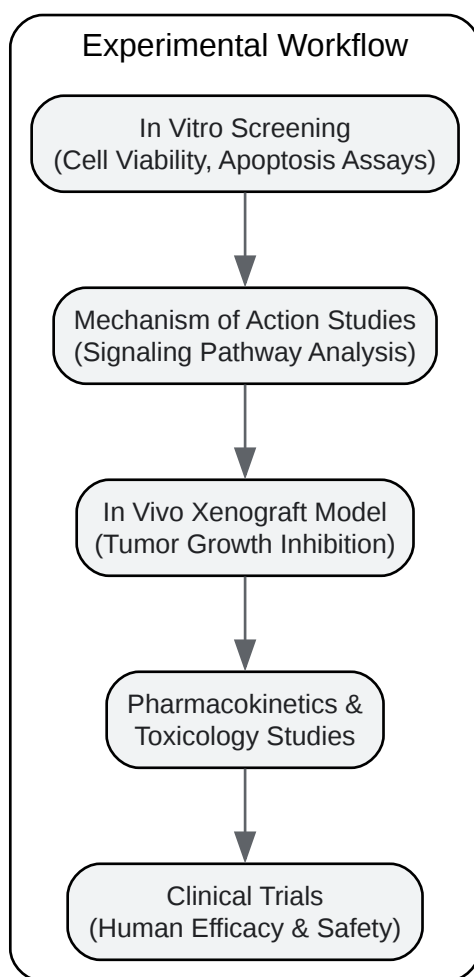 Experimental Workflow
In Vitro Screening
(Cell Viability, Apoptosis Assays)
Mechanism of Action Studies
(Signaling Pathway Analysis)
In Vivo Xenograft Model
(Tumor Growth Inhibition)
Pharmacokinetics &
Toxicology Studies
Clinical Trials
(Human Efficacy & Safety)